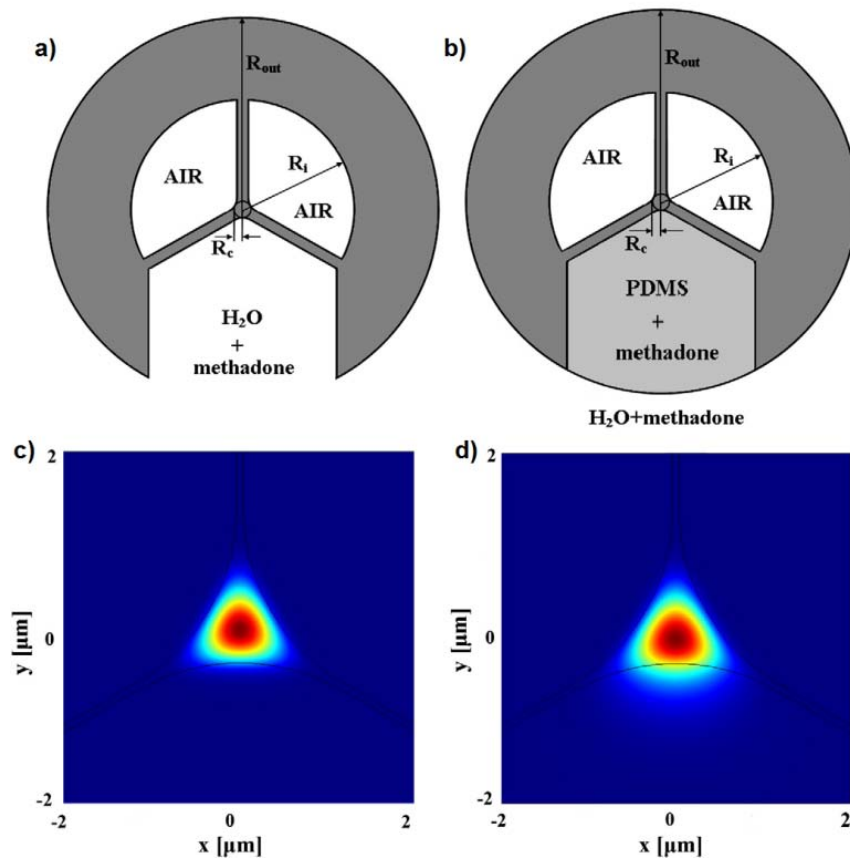 a)
R_out
AIR
R_i
AIR
R_c
H₂O
+
methadone
b)
R_out
AIR
R_i
AIR
R_c
PDMS
+
methadone
H₂O+methadone
c)
2
y [μm]
0
-2
-2
0
2
x [μm]
d)
2
y [μm]
0
-2
-2
0
2
x [μm]